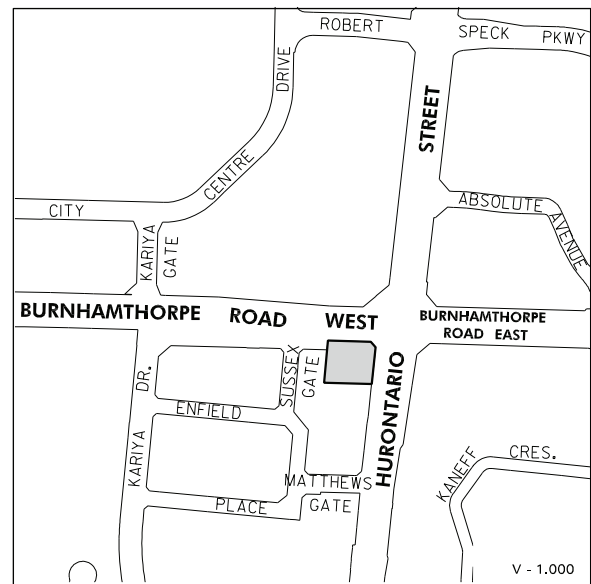 ROBERT SPECK PKWY
DRIVE
STREET
CENTRE
CITY
ABSOLUTE AVENUE
KARIYA GATE
BURNHAMTHORPE ROAD WEST
BURNHAMTHORPE
ROAD EAST
SUSSEX GATE
DR.
HURONTARIO
ENFIELD
KARIYA
CRES.
KANEFF
MATTHEWS
GATE
PLACE
V - 1.000